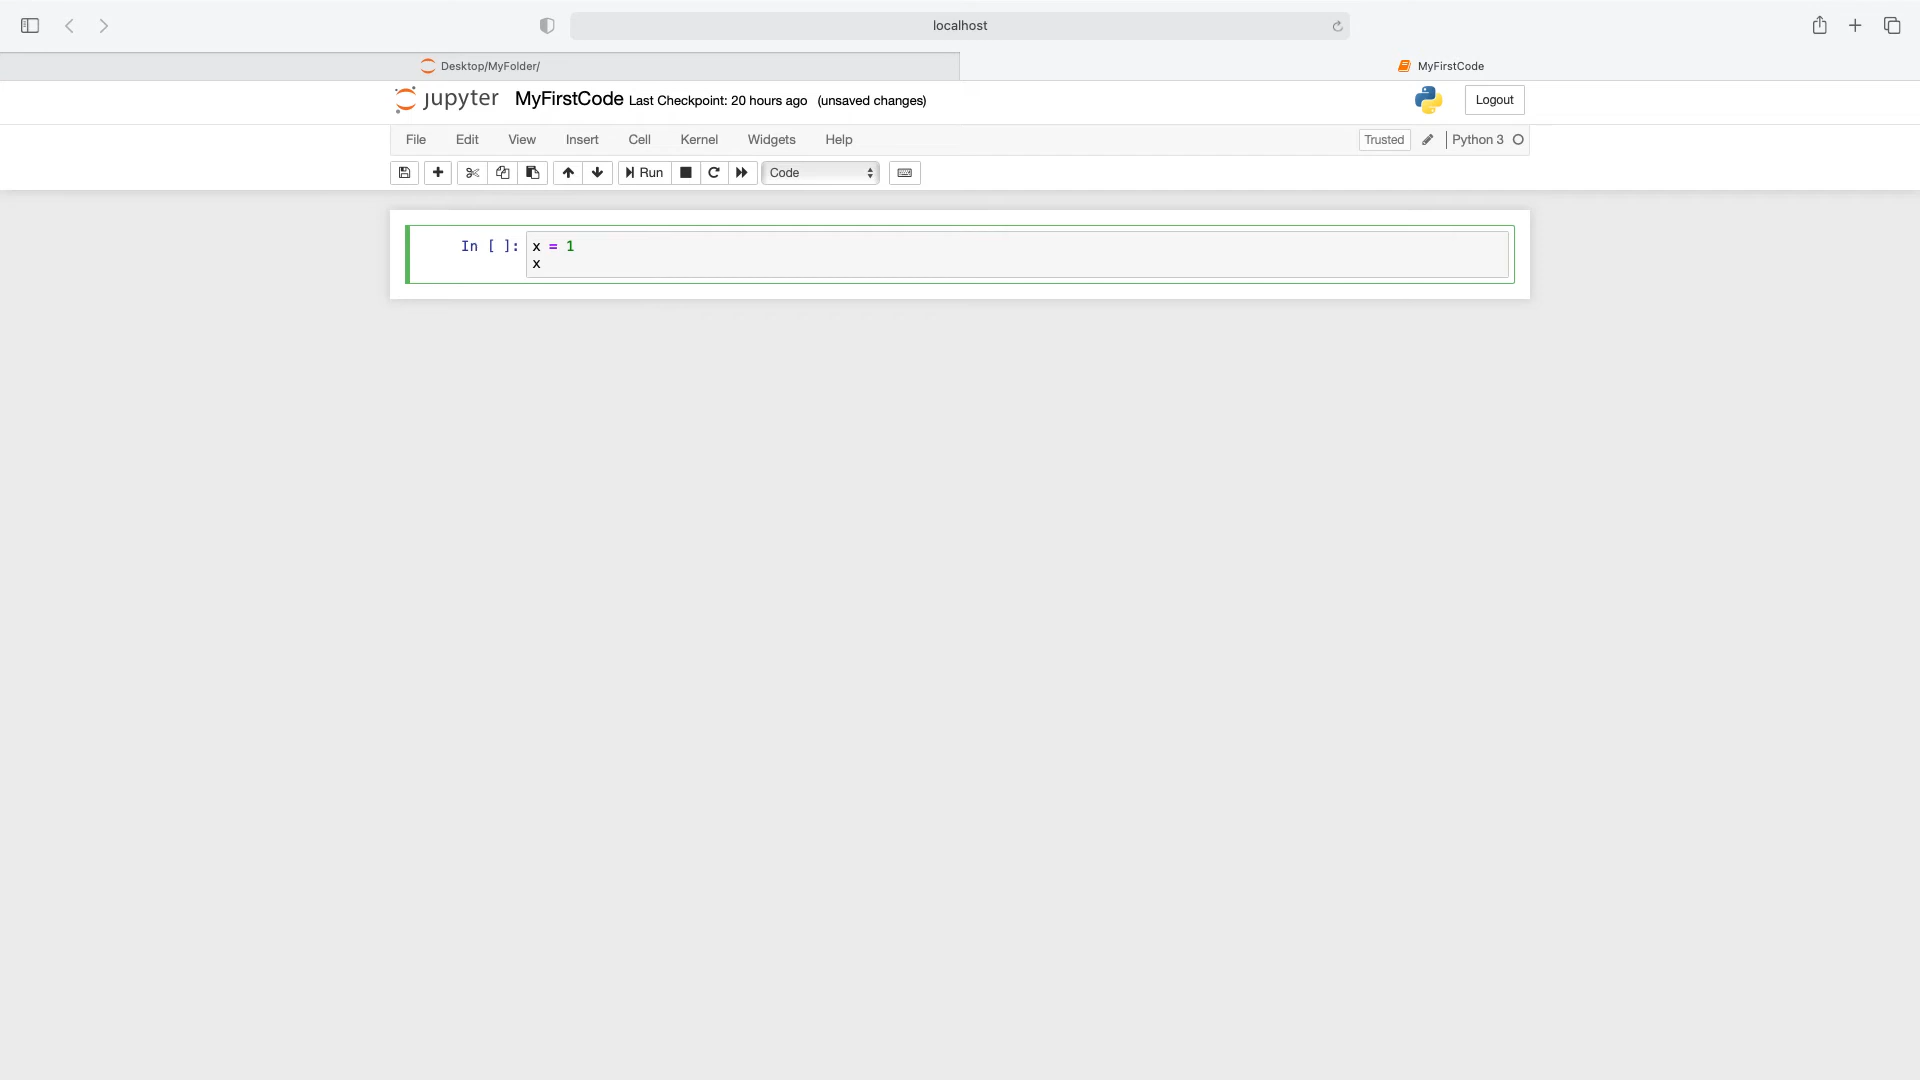 localhost
Desktop/MyFolder/
MyFirstCode
jupyter MyFirstCode Last Checkpoint: 20 hours ago (unsaved changes)
Logout
File Edit View Insert Cell Kernel Widgets Help
Trusted
Python 3
Run
Code
In [ ]: x = 1
x